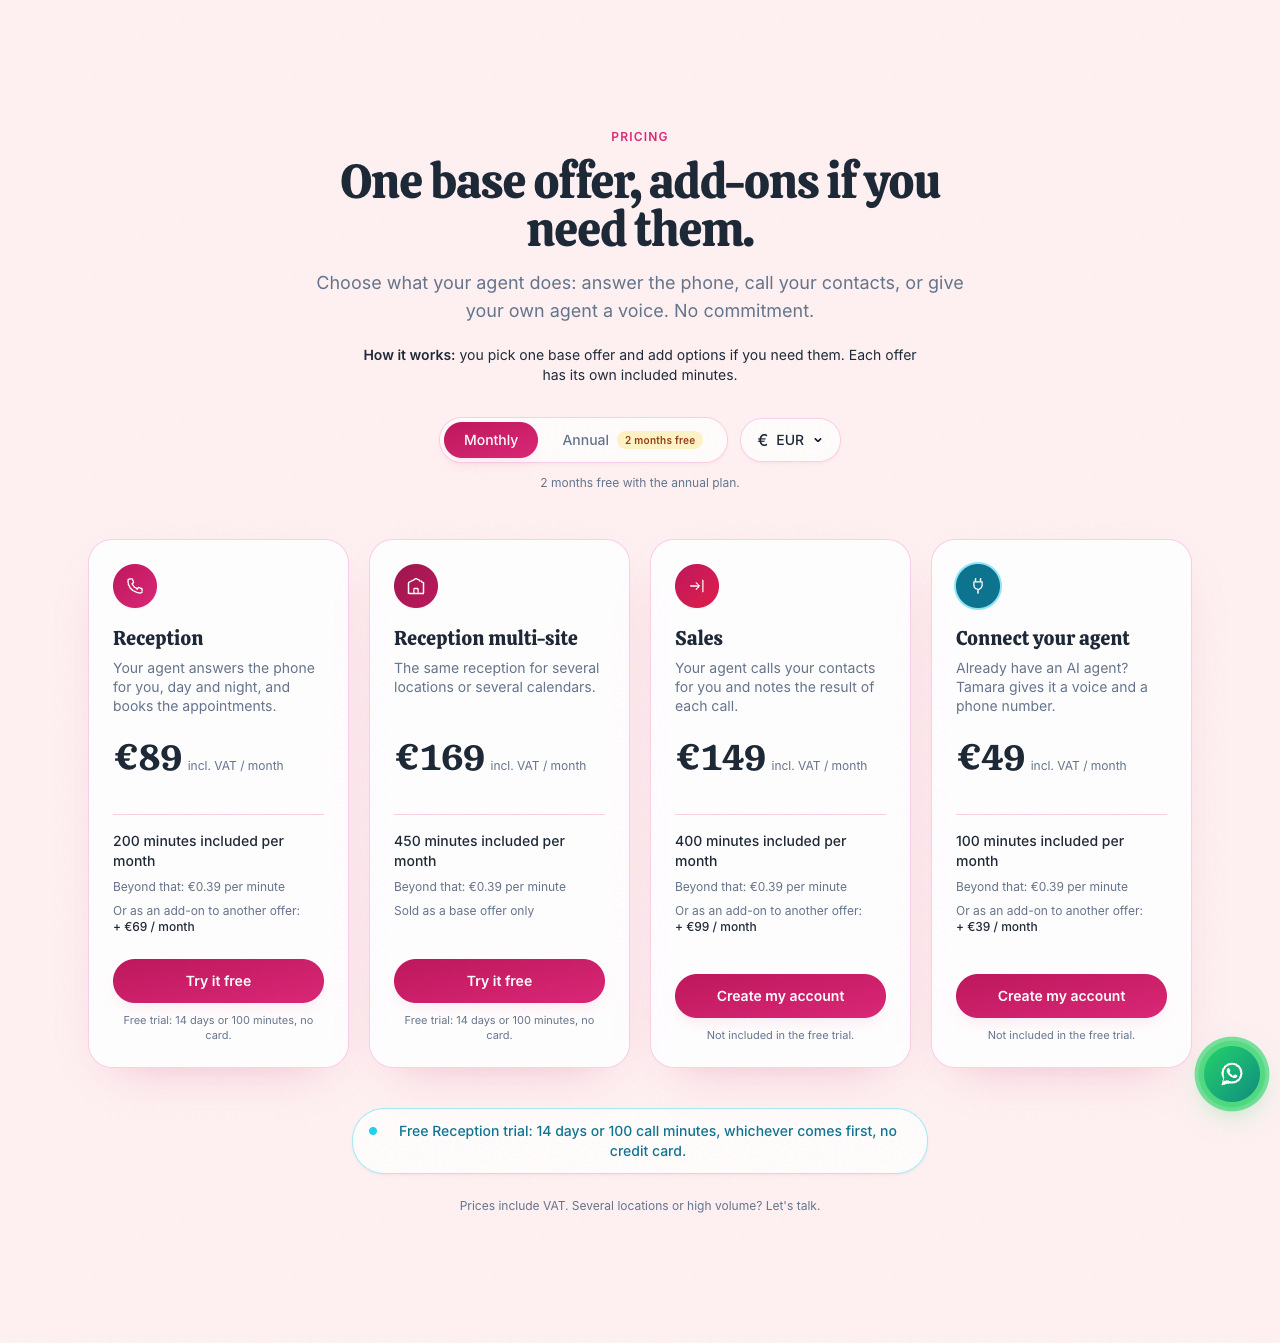 PRICING
One base offer, add-ons if you
need them.
Choose what your agent does: answer the phone, call your contacts, or give
your own agent a voice. No commitment.
How it works: you pick one base offer and add options if you need them. Each offer
has its own included minutes.
Monthly
Annual
2 months free
€ EUR
2 months free with the annual plan.
Reception
Your agent answers the phone
for you, day and night, and
books the appointments.
€89 incl. VAT / month
200 minutes included per
month
Beyond that: €0.39 per minute
Or as an add-on to another offer:
+ €69 / month
Try it free
Free trial: 14 days or 100 minutes, no
card.
Reception multi-site
The same reception for several
locations or several calendars.
€169 incl. VAT / month
450 minutes included per
month
Beyond that: €0.39 per minute
Sold as a base offer only
Try it free
Free trial: 14 days or 100 minutes, no
card.
Sales
Your agent calls your contacts
for you and notes the result of
each call.
€149 incl. VAT / month
400 minutes included per
month
Beyond that: €0.39 per minute
Or as an add-on to another offer:
+ €99 / month
Create my account
Not included in the free trial.
Connect your agent
Already have an AI agent?
Tamara gives it a voice and a
phone number.
€49 incl. VAT / month
100 minutes included per
month
Beyond that: €0.39 per minute
Or as an add-on to another offer:
+ €39 / month
Create my account
Not included in the free trial.
Free Reception trial: 14 days or 100 call minutes, whichever comes first, no
credit card.
Prices include VAT. Several locations or high volume? Let's talk.